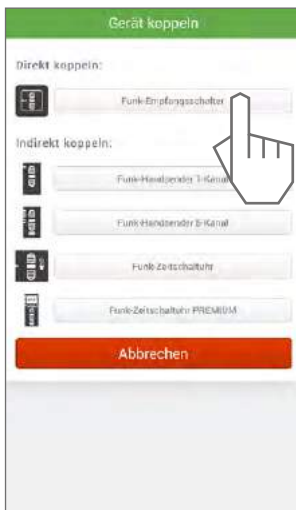 Gerät koppeln
Direkt koppeln:
Funk-Empfangsschalter
Indirekt koppeln:
Funk-Handsender 1-Kanal
Funk-Handsender 8-Kanal
Funk-Zeitschaltuhr
Funk-Zeitschaltuhr PREMIUM
Abbrechen